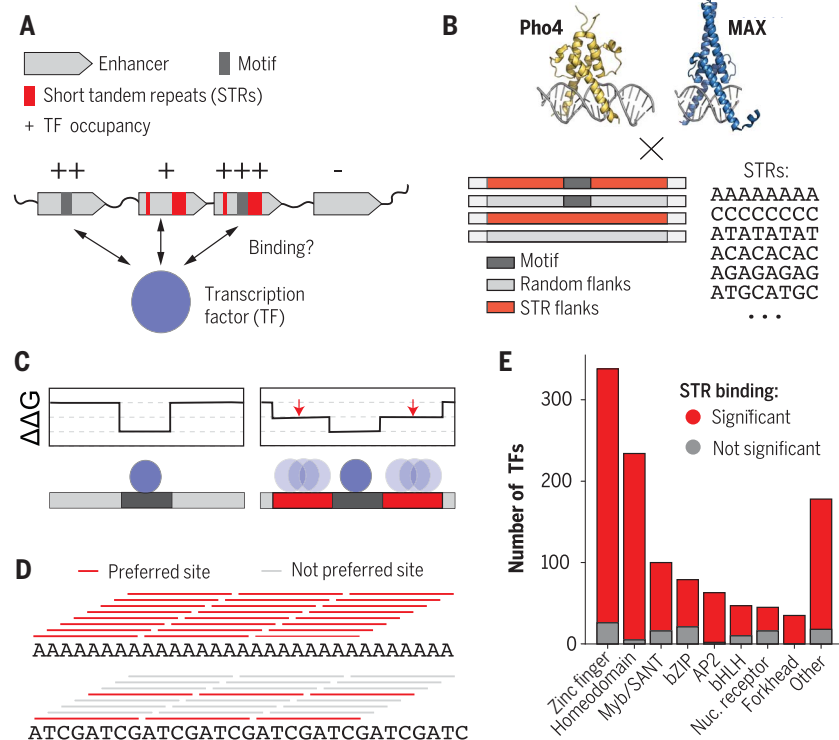 A
Enhancer
Motif
Short tandem repeats (STRs)
+ TF occupancy
++ + +++ -
Binding?
Transcription
factor (TF)
B
Pho4
MAX
STRs:
AAAAAAAA
CCCCCCCC
ATATATAT
ACACACAC
AGAGAGAG
ATGCATGC
...
Motif
Random flanks
STR flanks
C
ΔΔG
D
Preferred site
Not preferred site
AAAAAAAAAAAAAAAAAAAAAAAAAAAAAAAA
ATCGATCGATCGATCGATCGATCGATCGATCGATC
E
Number of TFs
300
200
100
0
STR binding:
Significant
Not significant
Zinc finger
Homeodomain
Myb/SANT
bZIP
AP2
bHLH
Nuc. receptor
Forkhead
Other